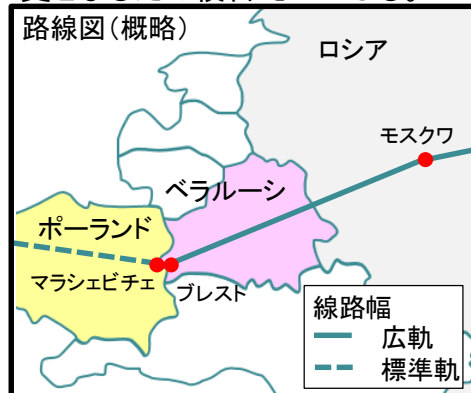 路線図(概略)
ロシア
モスクワ
ベラルーシ
ポーランド
マラシェビチェ
ブレスト
線路幅
広軌
標準軌